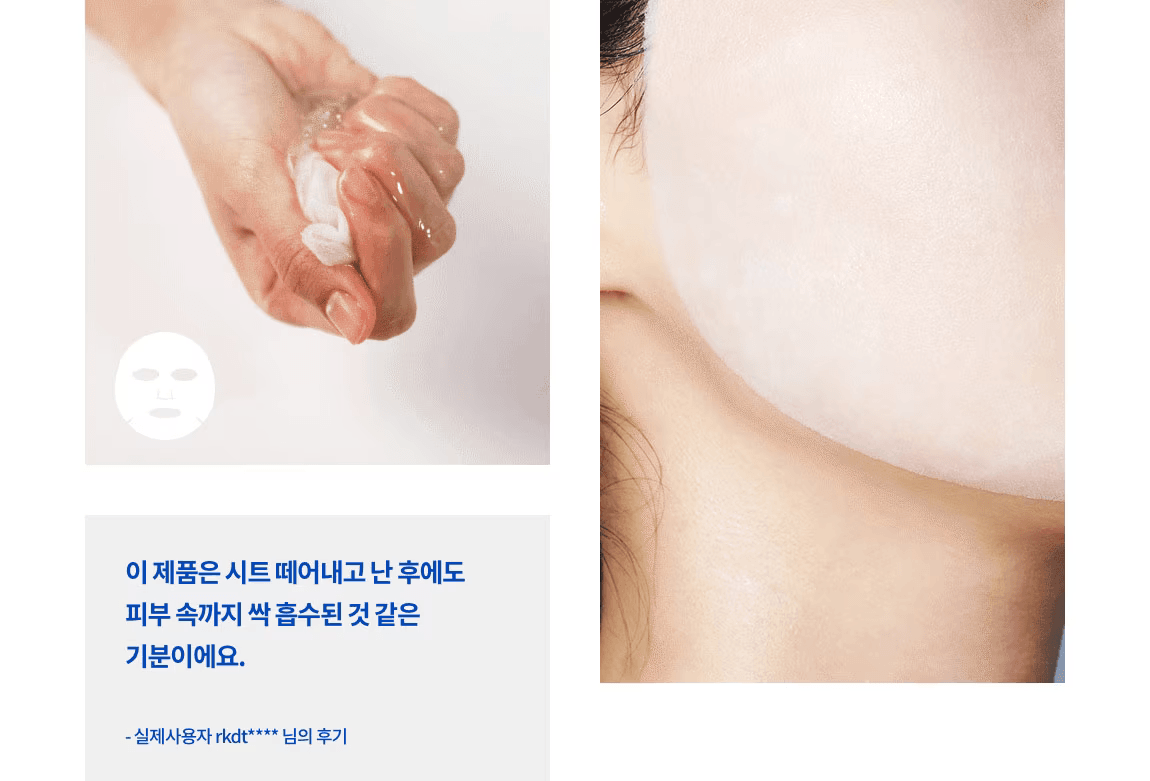 이 제품은 시트 떼어내고 난 후에도
피부 속까지 싹 흡수된 것 같은
기분이에요.
- 실제사용자 rkdt**** 님의 후기